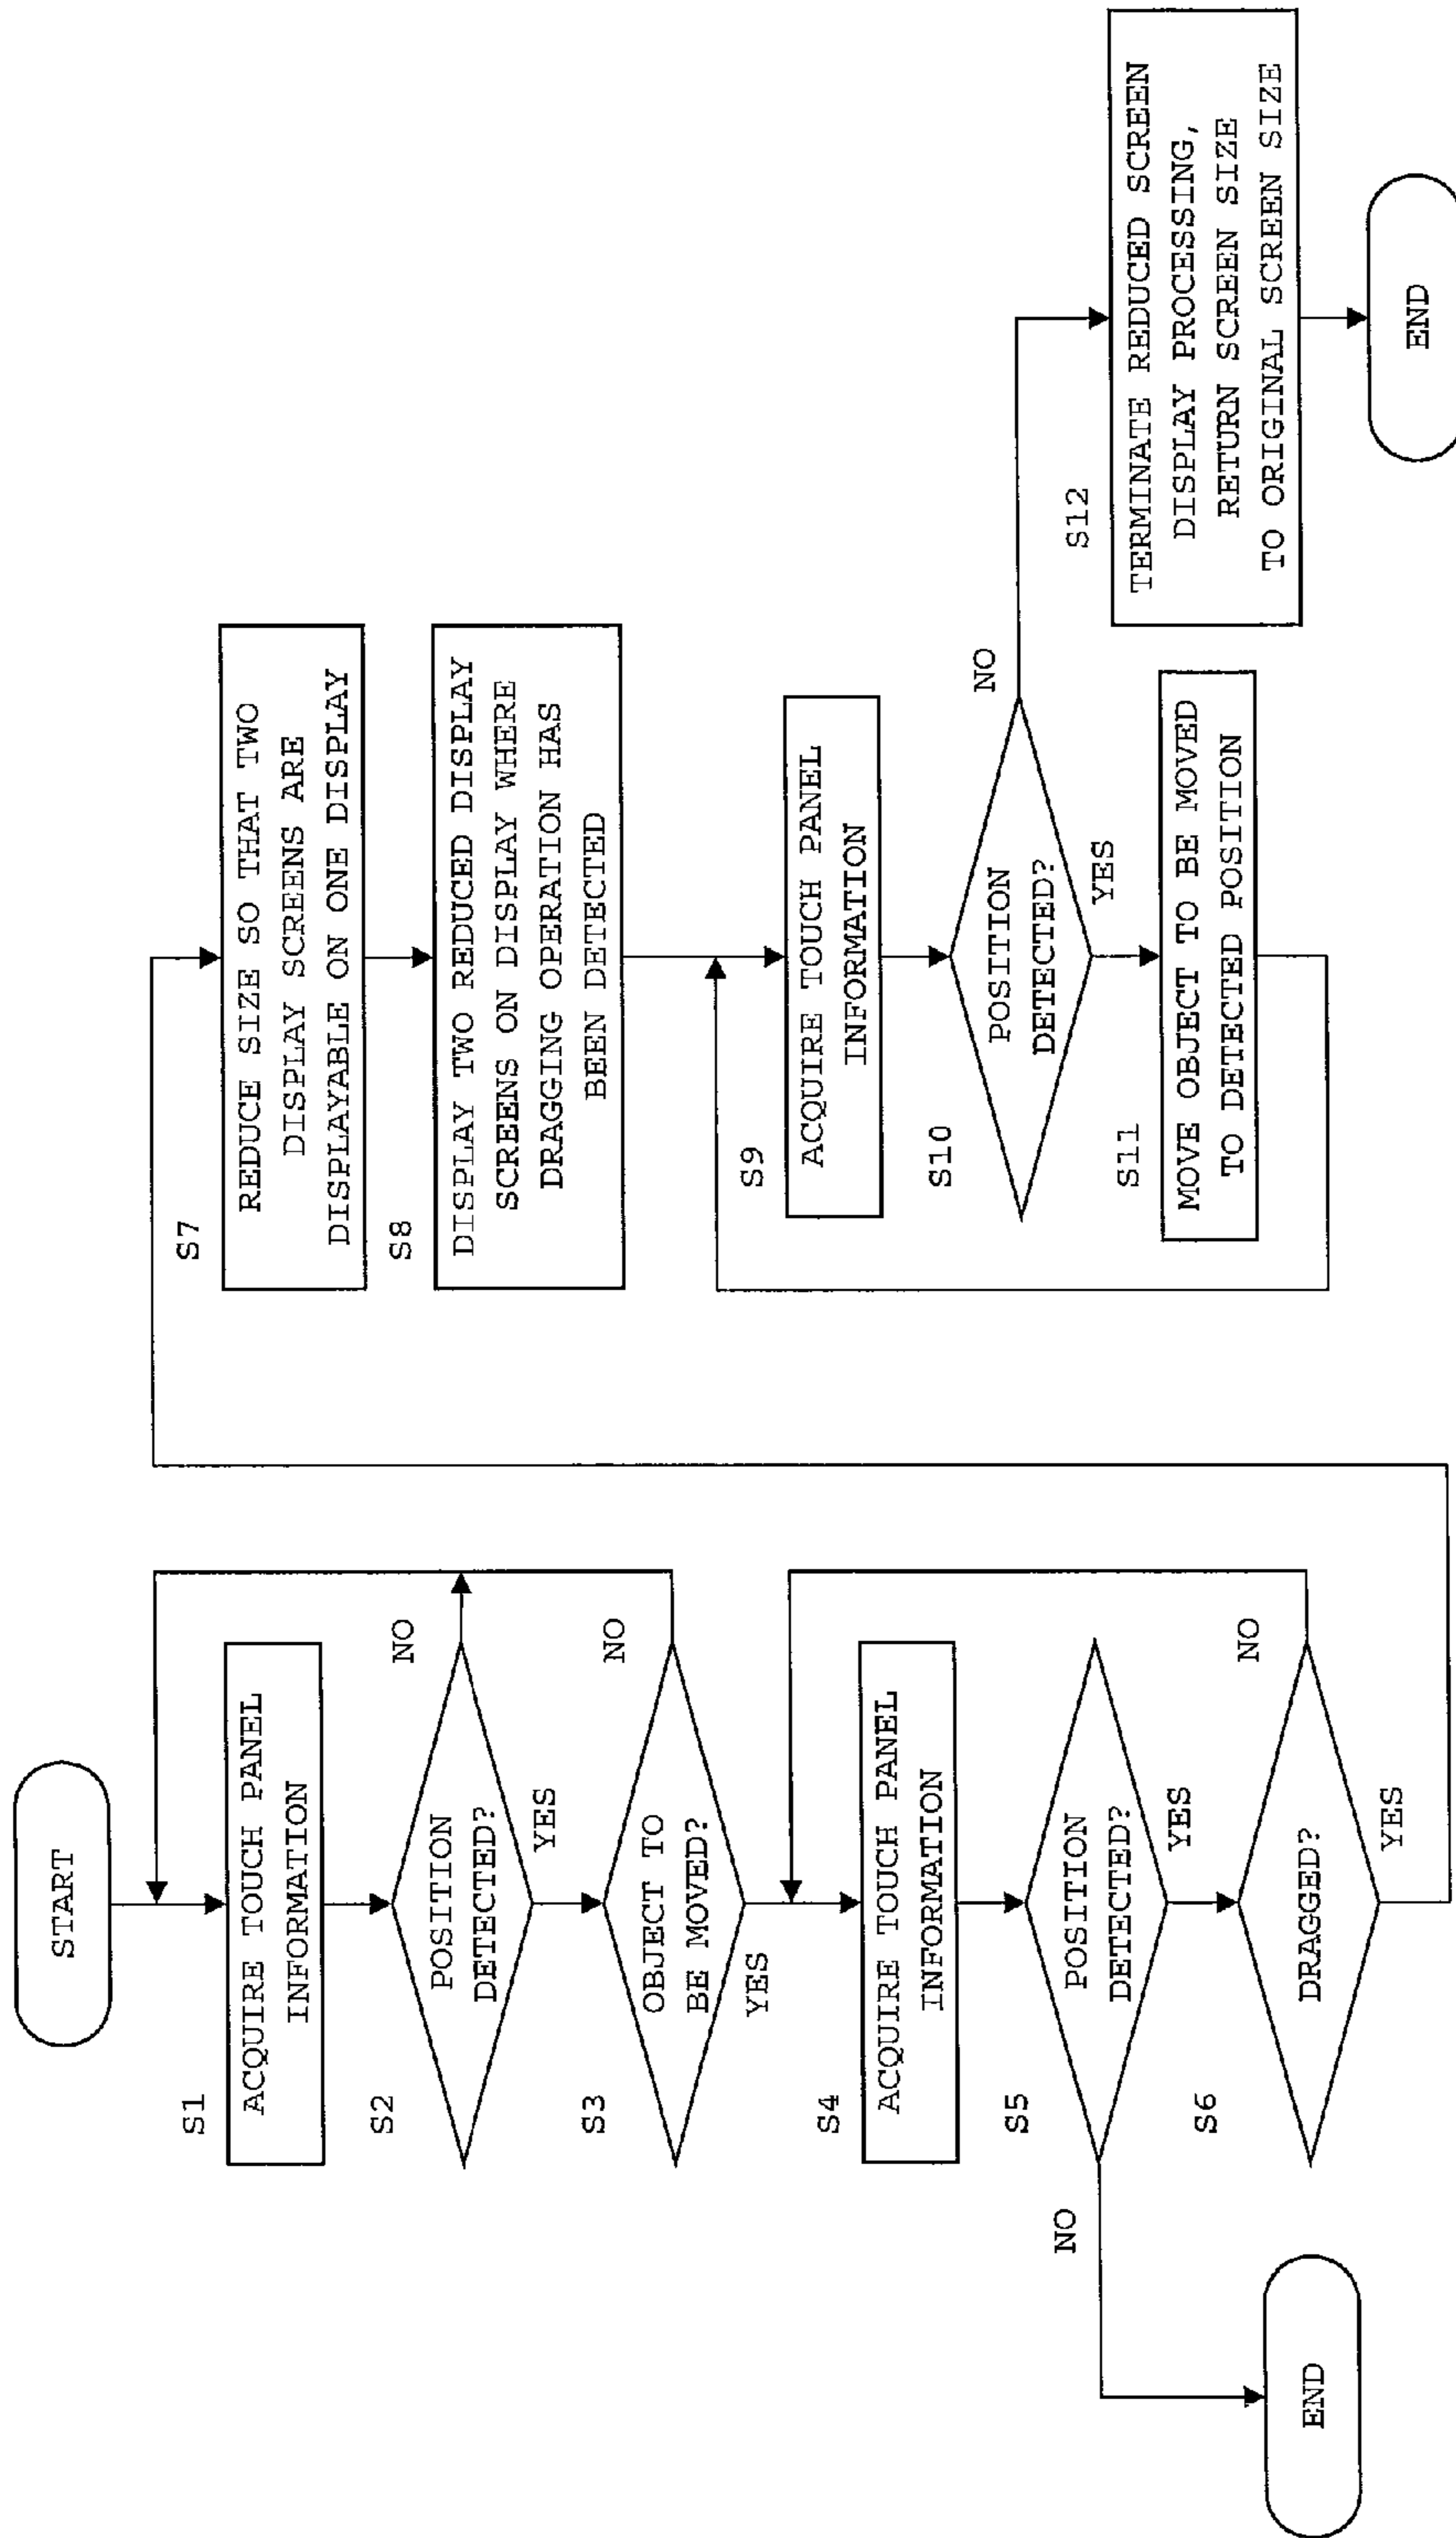 START
S1
ACQUIRE TOUCH PANEL
INFORMATION
S2
POSITION
DETECTED?
NO
YES
S3
OBJECT TO
BE MOVED?
NO
YES
S4
ACQUIRE TOUCH PANEL
INFORMATION
S5
POSITION
DETECTED?
NO
YES
END
S6
DRAGGED?
NO
YES
S7
REDUCE SIZE SO THAT TWO
DISPLAY SCREENS ARE
DISPLAYABLE ON ONE DISPLAY
S8
DISPLAY TWO REDUCED DISPLAY
SCREENS ON DISPLAY WHERE
DRAGGING OPERATION HAS
BEEN DETECTED
S9
ACQUIRE TOUCH PANEL
INFORMATION
S10
POSITION
DETECTED?
NO
YES
S11
MOVE OBJECT TO BE MOVED
TO DETECTED POSITION
S12
TERMINATE REDUCED SCREEN
DISPLAY PROCESSING,
RETURN SCREEN SIZE
TO ORIGINAL SCREEN SIZE
END